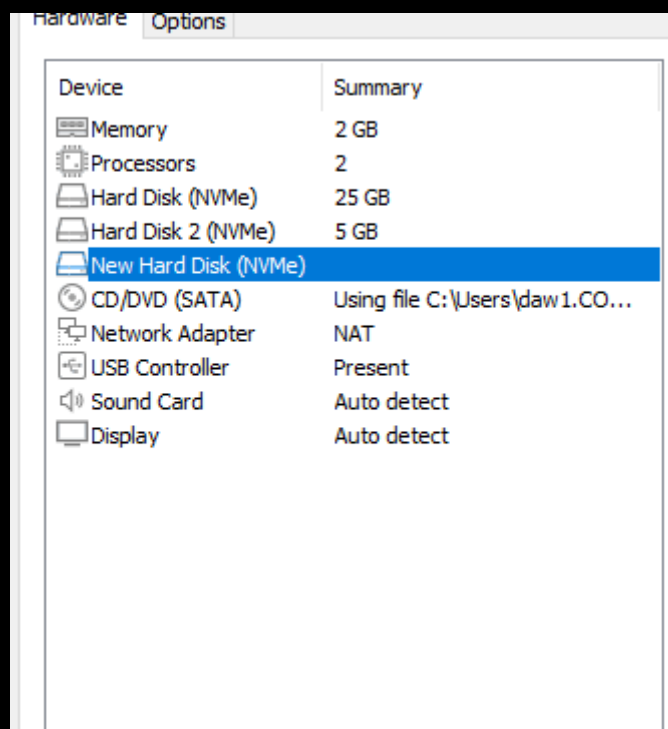 Hardware Options
Device Summary
Memory 2 GB
Processors 2
Hard Disk (NVMe) 25 GB
Hard Disk 2 (NVMe) 5 GB
New Hard Disk (NVMe)
CD/DVD (SATA) Using file C:\Users\daw1.CO...
Network Adapter NAT
USB Controller Present
Sound Card Auto detect
Display Auto detect